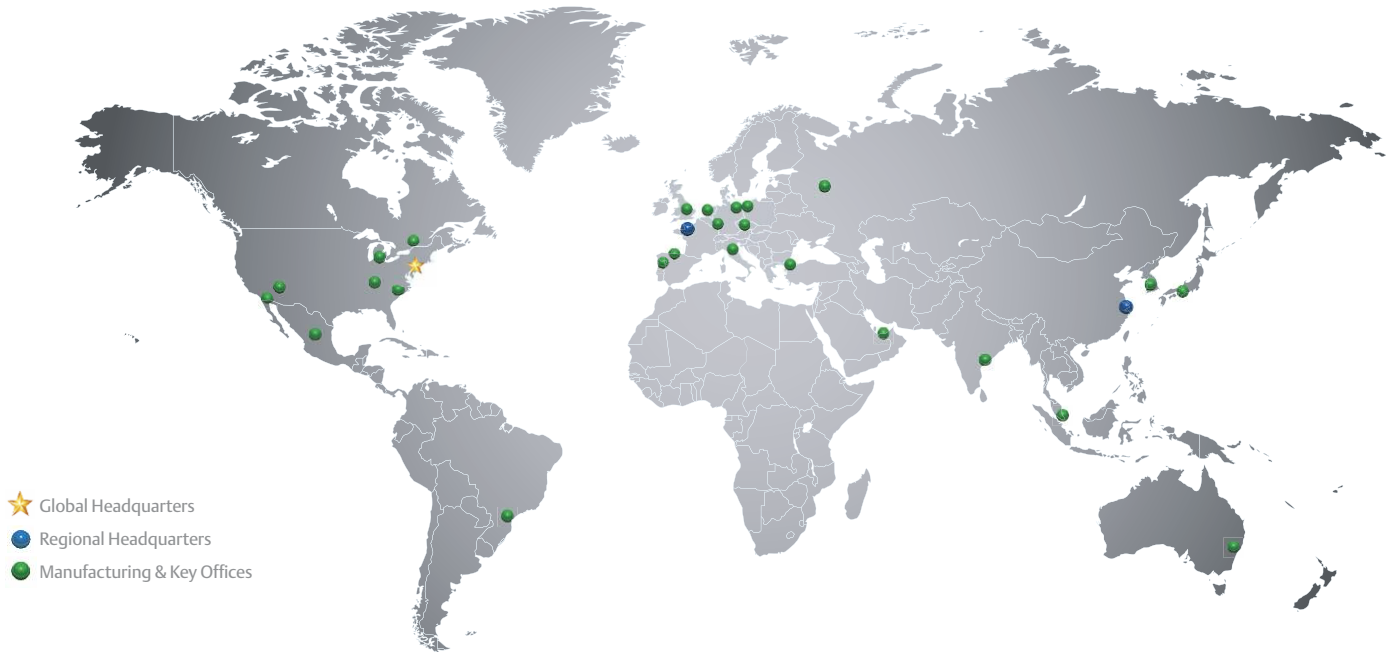 Global Headquarters
Regional Headquarters
Manufacturing & Key Offices